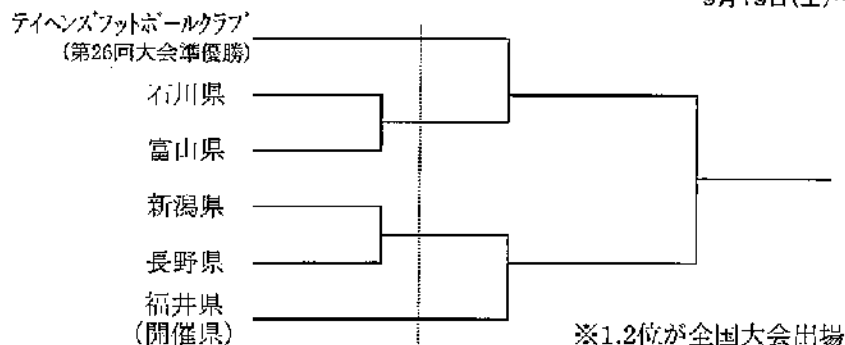 テイヘンズフットボールクラブ
(第26回大会準優勝)
石川県
富山県
新潟県
長野県
福井県
(開催県)
※1.2位が全国大会出場